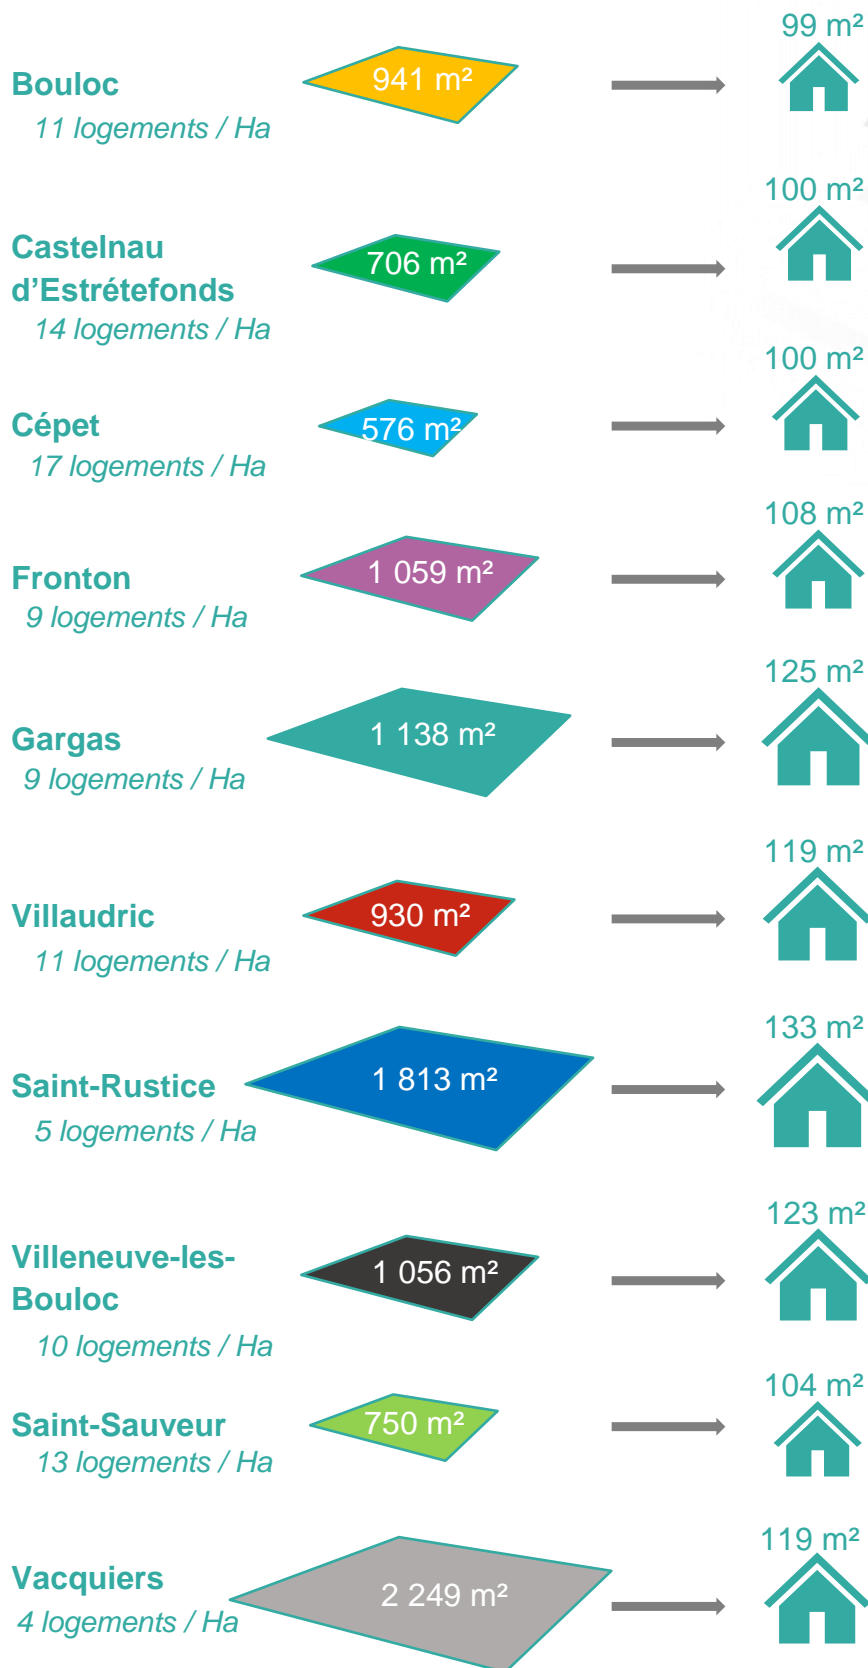 99 m²
Bouloc
941 m²
11 logements / Ha
100 m²
Castelnau
d’Estrétefonds
706 m²
14 logements / Ha
100 m²
Cépet
576 m²
17 logements / Ha
108 m²
Fronton
1 059 m²
9 logements / Ha
125 m²
Gargas
1 138 m²
9 logements / Ha
119 m²
Villaudric
930 m²
11 logements / Ha
133 m²
Saint-Rustice
1 813 m²
5 logements / Ha
123 m²
Villeneuve-les-
Bouloc
1 056 m²
10 logements / Ha
104 m²
Saint-Sauveur
750 m²
13 logements / Ha
119 m²
Vacquiers
2 249 m²
4 logements / Ha